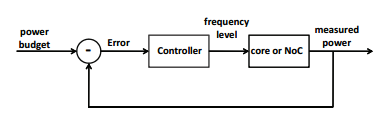 power
budget
-
Error
Controller
frequency
level
core or NoC
measured
power